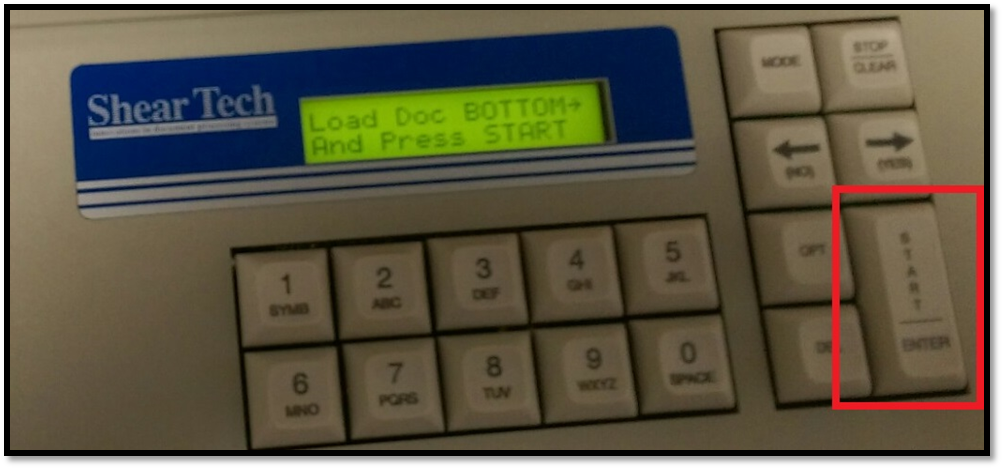 Shear Tech
Load Doc BOTTOM→
And Press START
MODE
STOP
CLEAR
(NO)
(YES)
OPT
START
ENTER
DEL
1
SYMB
2
ABC
3
DEF
4
GHI
5
JKL
6
MNO
7
PQRS
8
TUV
9
WXYZ
0
SPACE